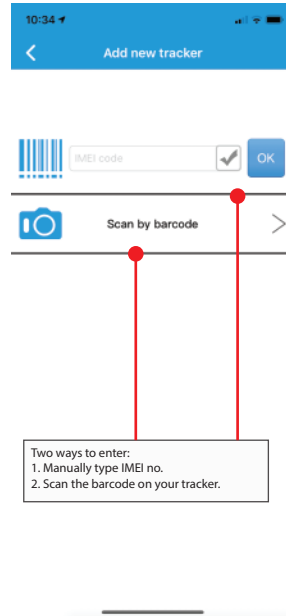 10:34
Add new tracker
IMEI code
OK
Scan by barcode
Two ways to enter:
1. Manually type IMEI no.
2. Scan the barcode on your tracker.